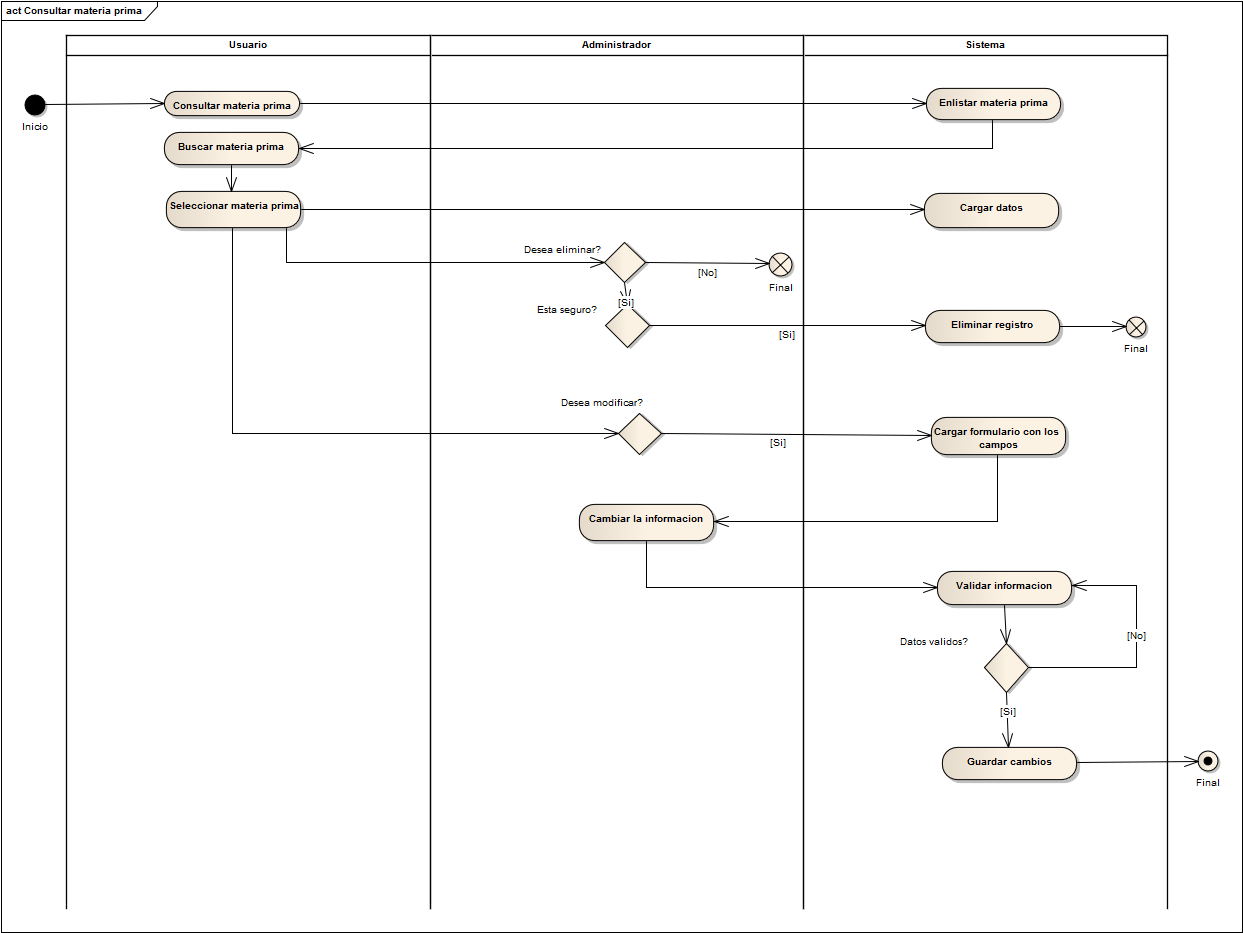 act Consultar materia prima
Usuario
Administrador
Sistema
Inicio
Consultar materia prima
Enlistar materia prima
Buscar materia prima
Seleccionar materia prima
Cargar datos
Desea eliminar?
[No]
Final
[Si]
Esta seguro?
[Si]
Eliminar registro
Final
Desea modificar?
[Si]
Cargar formulario con los
campos
Cambiar la informacion
Validar informacion
[No]
Datos validos?
[Si]
Guardar cambios
Final